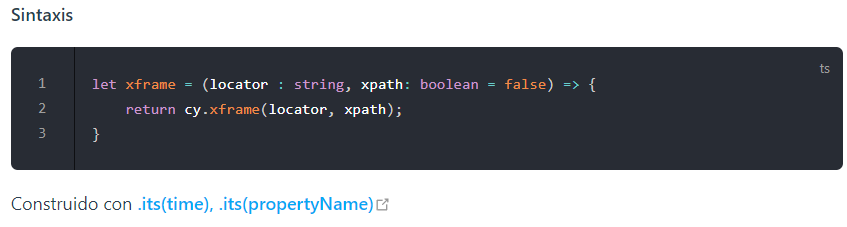 Sintaxis
ts
1 let xframe = (locator : string, xpath: boolean = false) => {
2 return cy.xframe(locator, xpath);
3 }
Construido con .its(time), .its(propertyName)